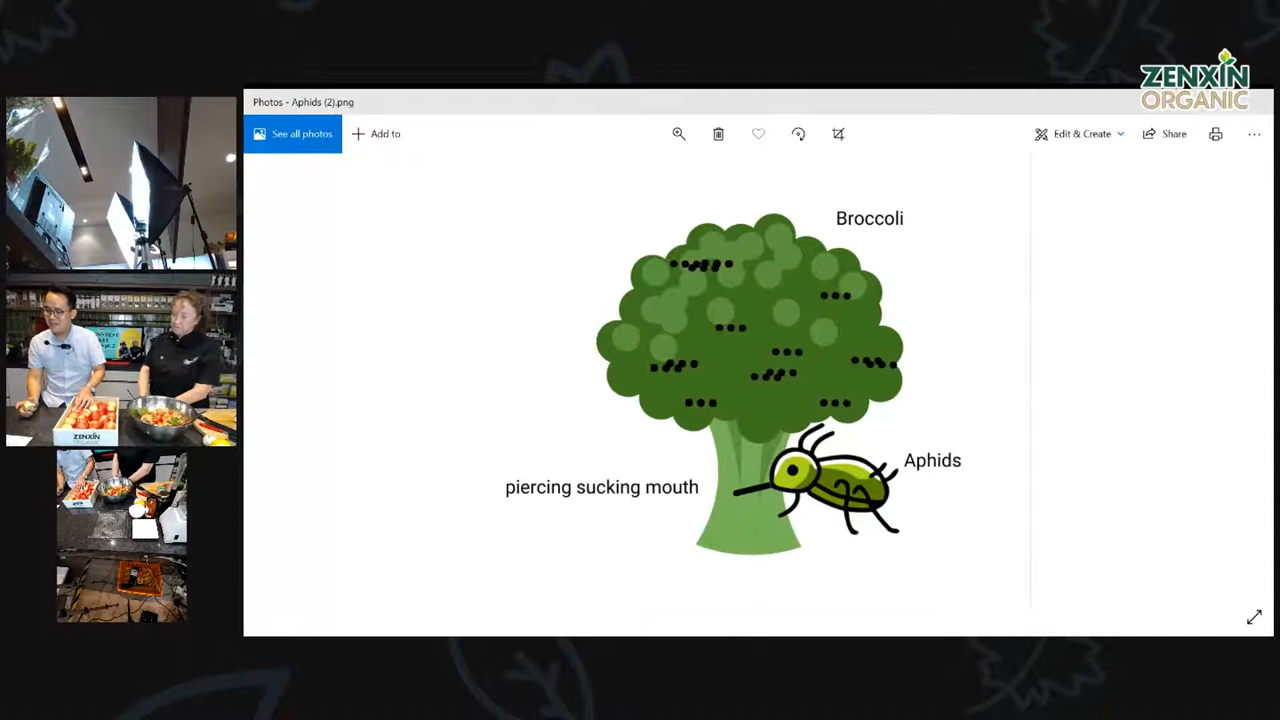 ZENXIN
ORGANIC
Photos - Aphids (2).png
See all photos
Add to
Edit & Create
Share
Broccoli
Aphids
piercing sucking mouth
ZENXIN
ORGANIC